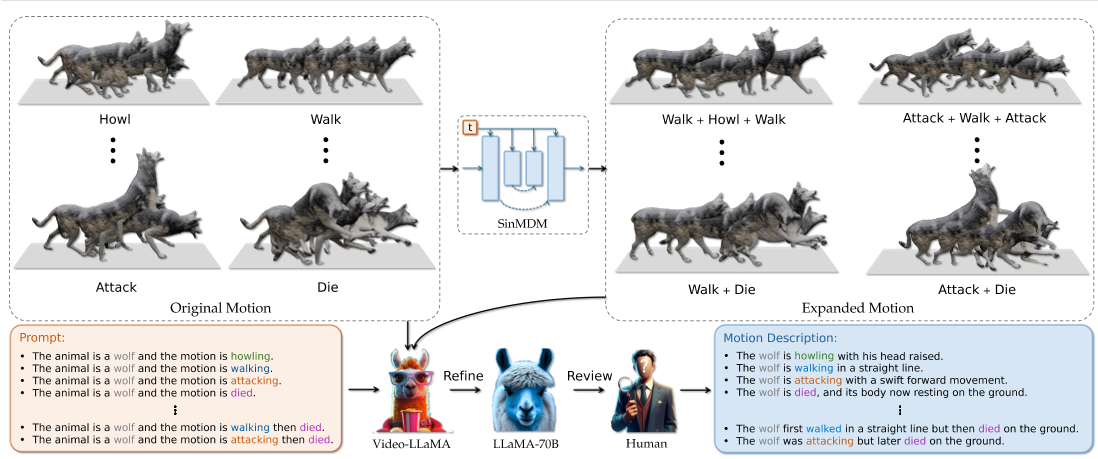 Howl
Walk
Attack
Die
Original Motion
t
SinMDM
Walk + Howl + Walk
Attack + Walk + Attack
Walk + Die
Attack + Die
Expanded Motion
Prompt:
• The animal is a wolf and the motion is howling.
• The animal is a wolf and the motion is walking.
• The animal is a wolf and the motion is attacking.
• The animal is a wolf and the motion is died.
• The animal is a wolf and the motion is walking then died.
• The animal is a wolf and the motion is attacking then died.
Video-LLaMA
Refine
LLaMA-70B
Review
Human
Motion Description:
• The wolf is howling with his head raised.
• The wolf is walking in a straight line.
• The wolf is attacking with a swift forward movement.
• The wolf is died, and its body now resting on the ground.
• The wolf first walked in a straight line but then died on the ground.
• The wolf was attacking but later died on the ground.